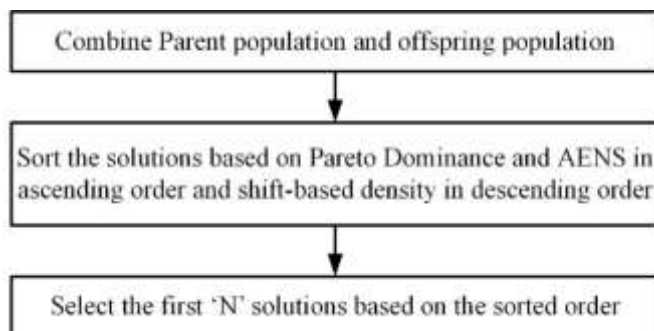 Combine Parent population and offspring population
Sort the solutions based on Pareto Dominance and AENS in
ascending order and shift-based density in descending order
Select the first ‘N’ solutions based on the sorted order